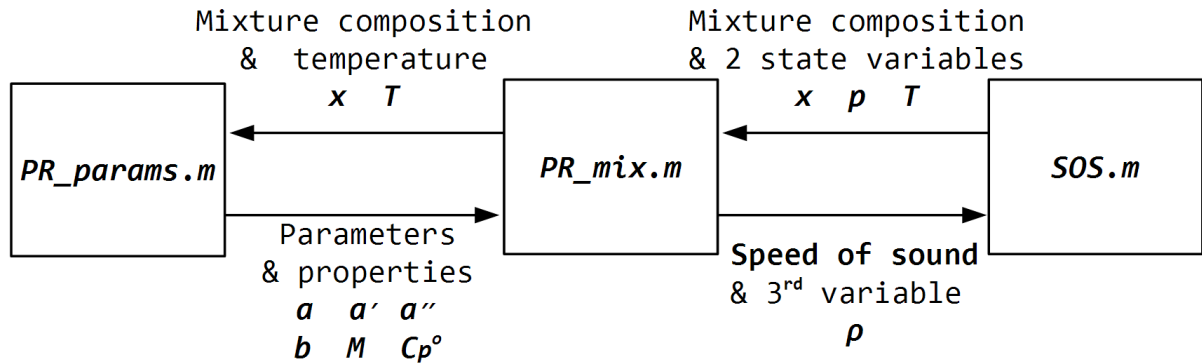 Mixture composition
& temperature
x T
Mixture composition
& 2 state variables
x p T
PR_params.m
PR_mix.m
SOS.m
Parameters
& properties
a a′ a″
b M Cp°
Speed of sound
& 3rd variable
ρ